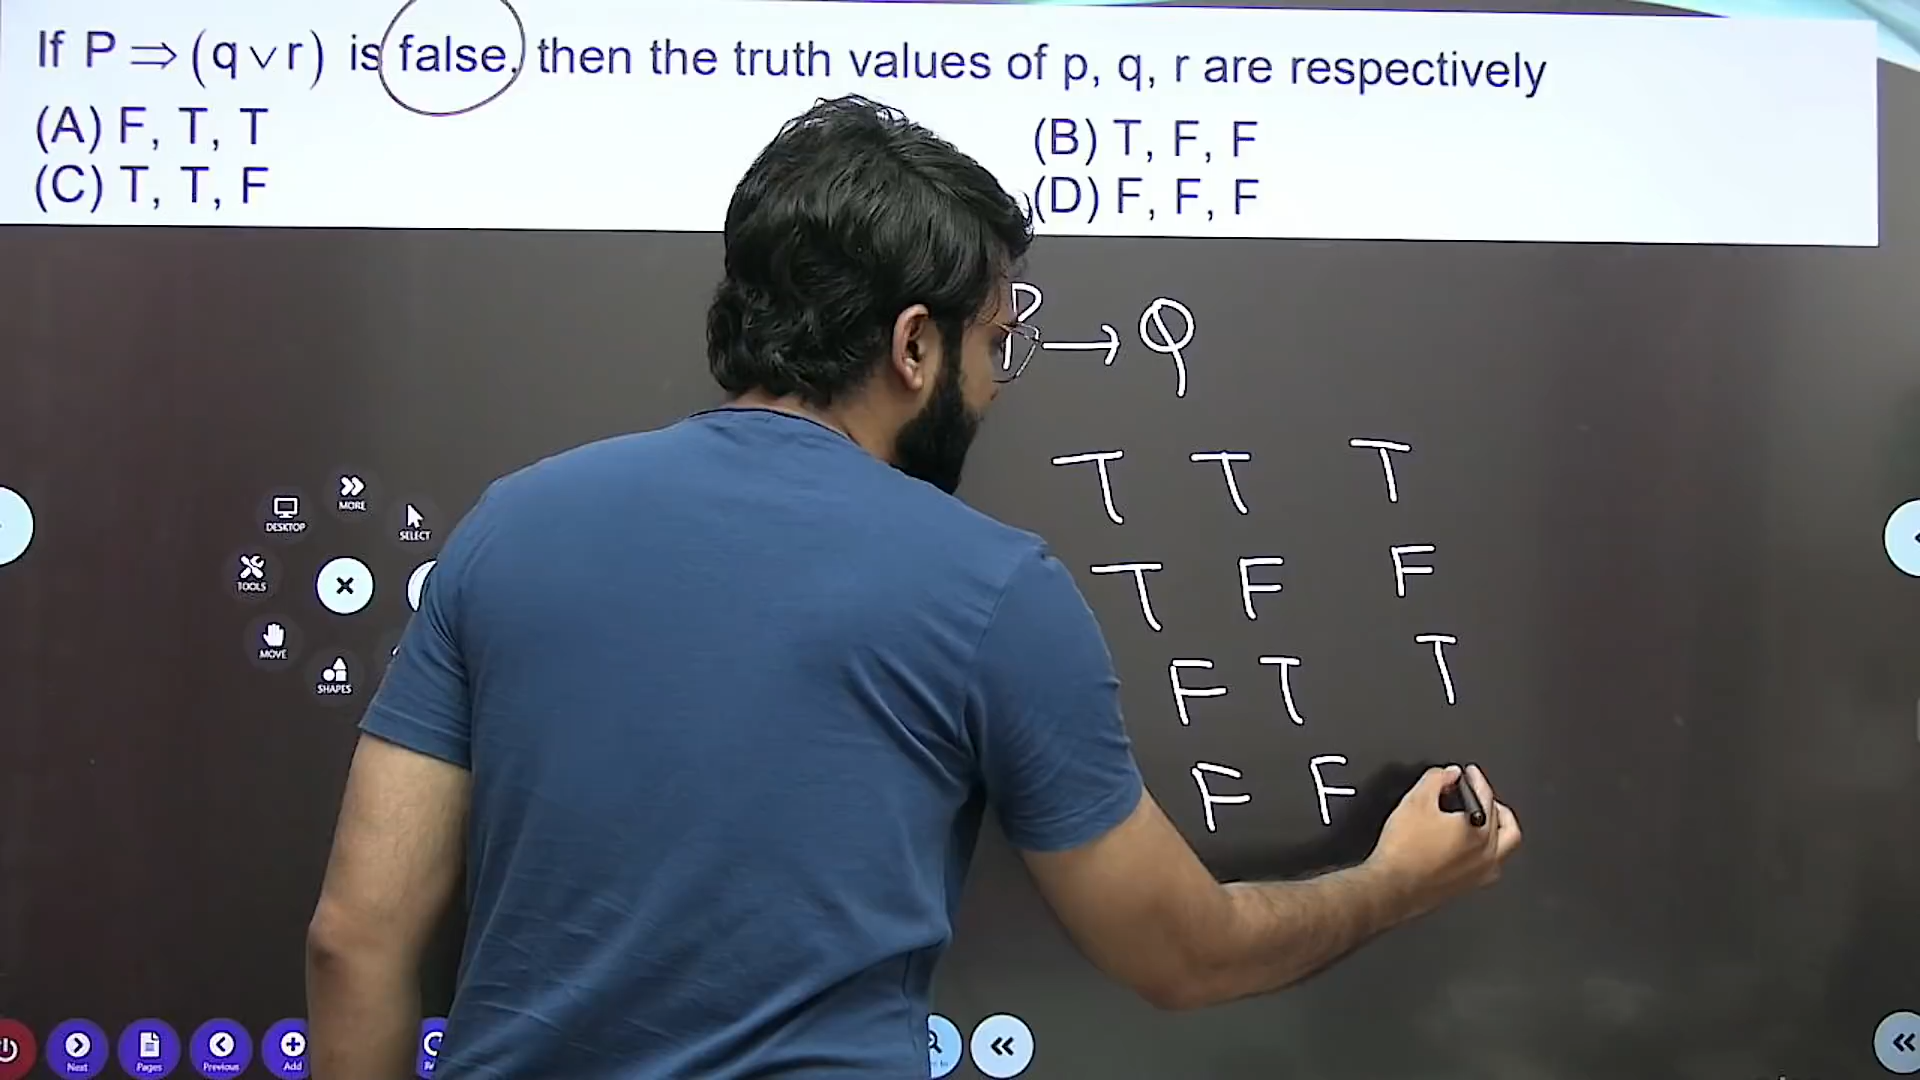 If P ⇒ (q ∨ r) is false, then the truth values of p, q, r are respectively
(A) F, T, T
(B) T, F, F
(C) T, T, F
(D) F, F, F
P → Q
T T T
T F F
F T T
F F
MORE
DESKTOP
SELECT
TOOLS
MOVE
SHAPES
Next
Pages
Previous
Add